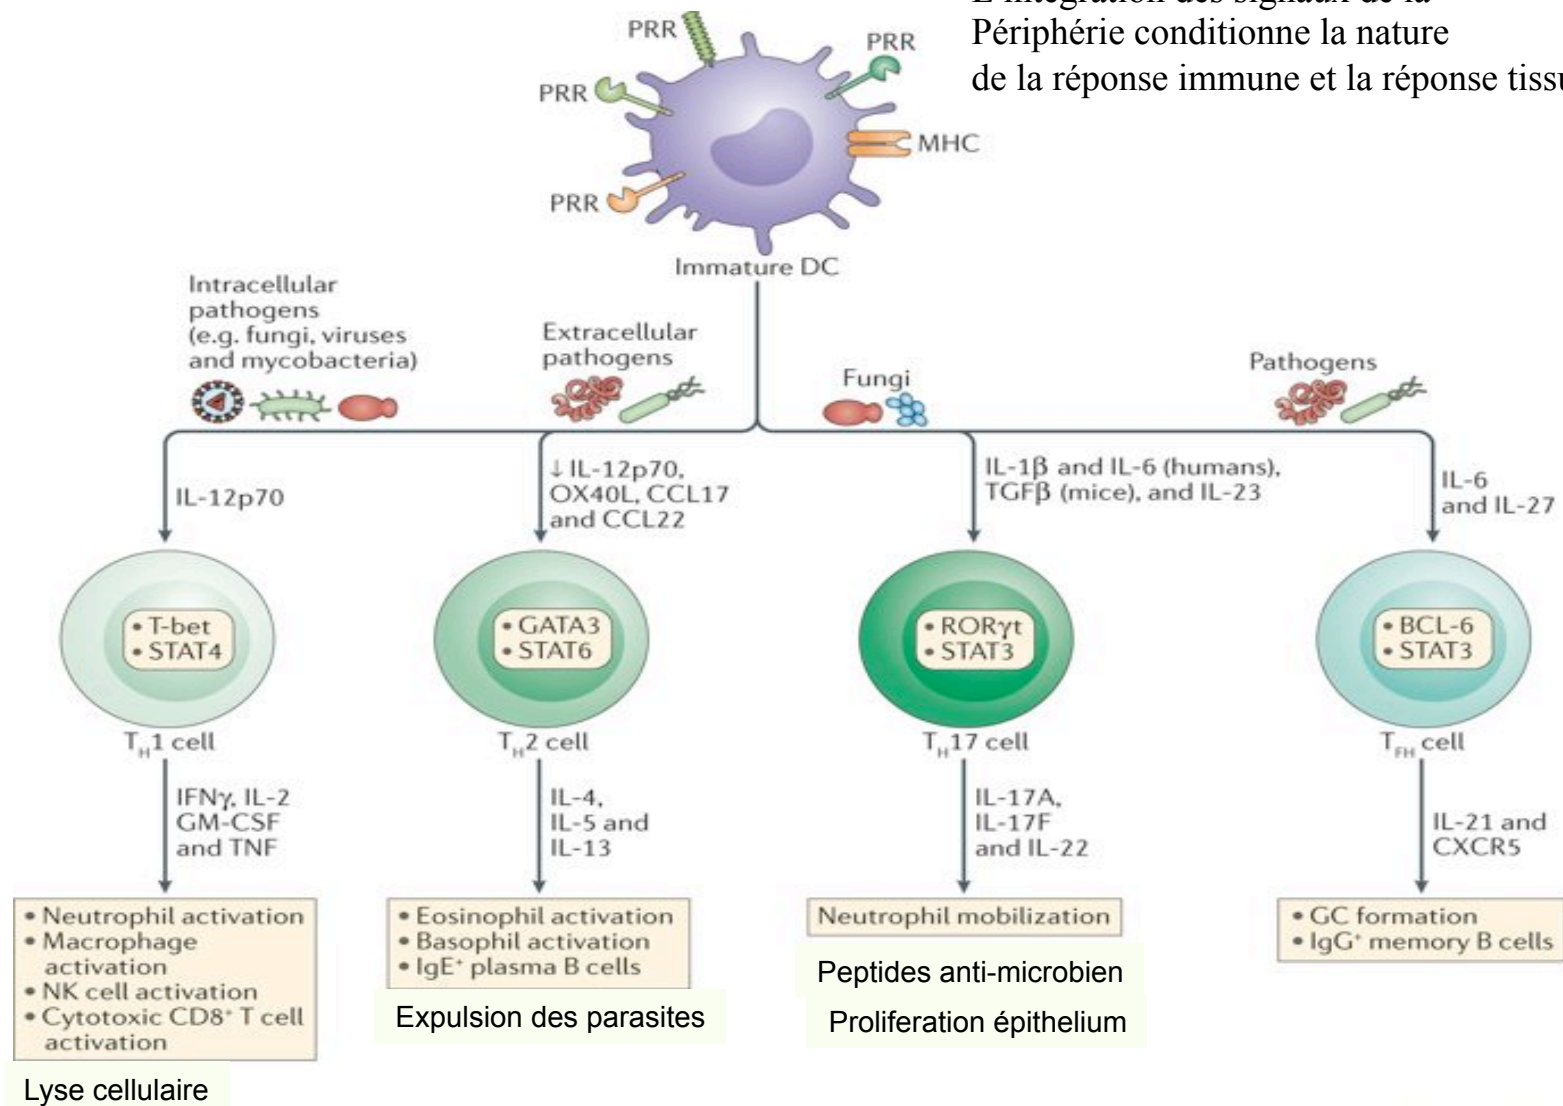 L'intégration des signaux de la
Périphérie conditionne la nature
de la réponse immune et la réponse
PRR
PRR
PRR
PRR
MHC
Immature DC
Intracellular
pathogens
(e.g. fungi, viruses
and mycobacteria)
Extracellular
pathogens
Fungi
Pathogens
IL-12p70
↓ IL-12p70,
OX40L, CCL17
and CCL22
IL-1β and IL-6 (humans),
TGFβ (mice), and IL-23
IL-6
and IL-27
• T-bet
• STAT4
• GATA3
• STAT6
• RORγt
• STAT3
• BCL-6
• STAT3
TH1 cell
TH2 cell
TH17 cell
TFH cell
IFNγ, IL-2
GM-CSF
and TNF
IL-4,
IL-5 and
IL-13
IL-17A,
IL-17F
and IL-22
IL-21 and
CXCR5
• Neutrophil activation
• Macrophage
activation
• NK cell activation
• Cytotoxic CD8+ T cell
activation
Lyse cellulaire
• Eosinophil activation
• Basophil activation
• IgE+ plasma B cells
Expulsion des parasites
Neutrophil mobilization
Peptides anti-microbien
Proliferation épithelium
• GC formation
• IgG+ memory B cells